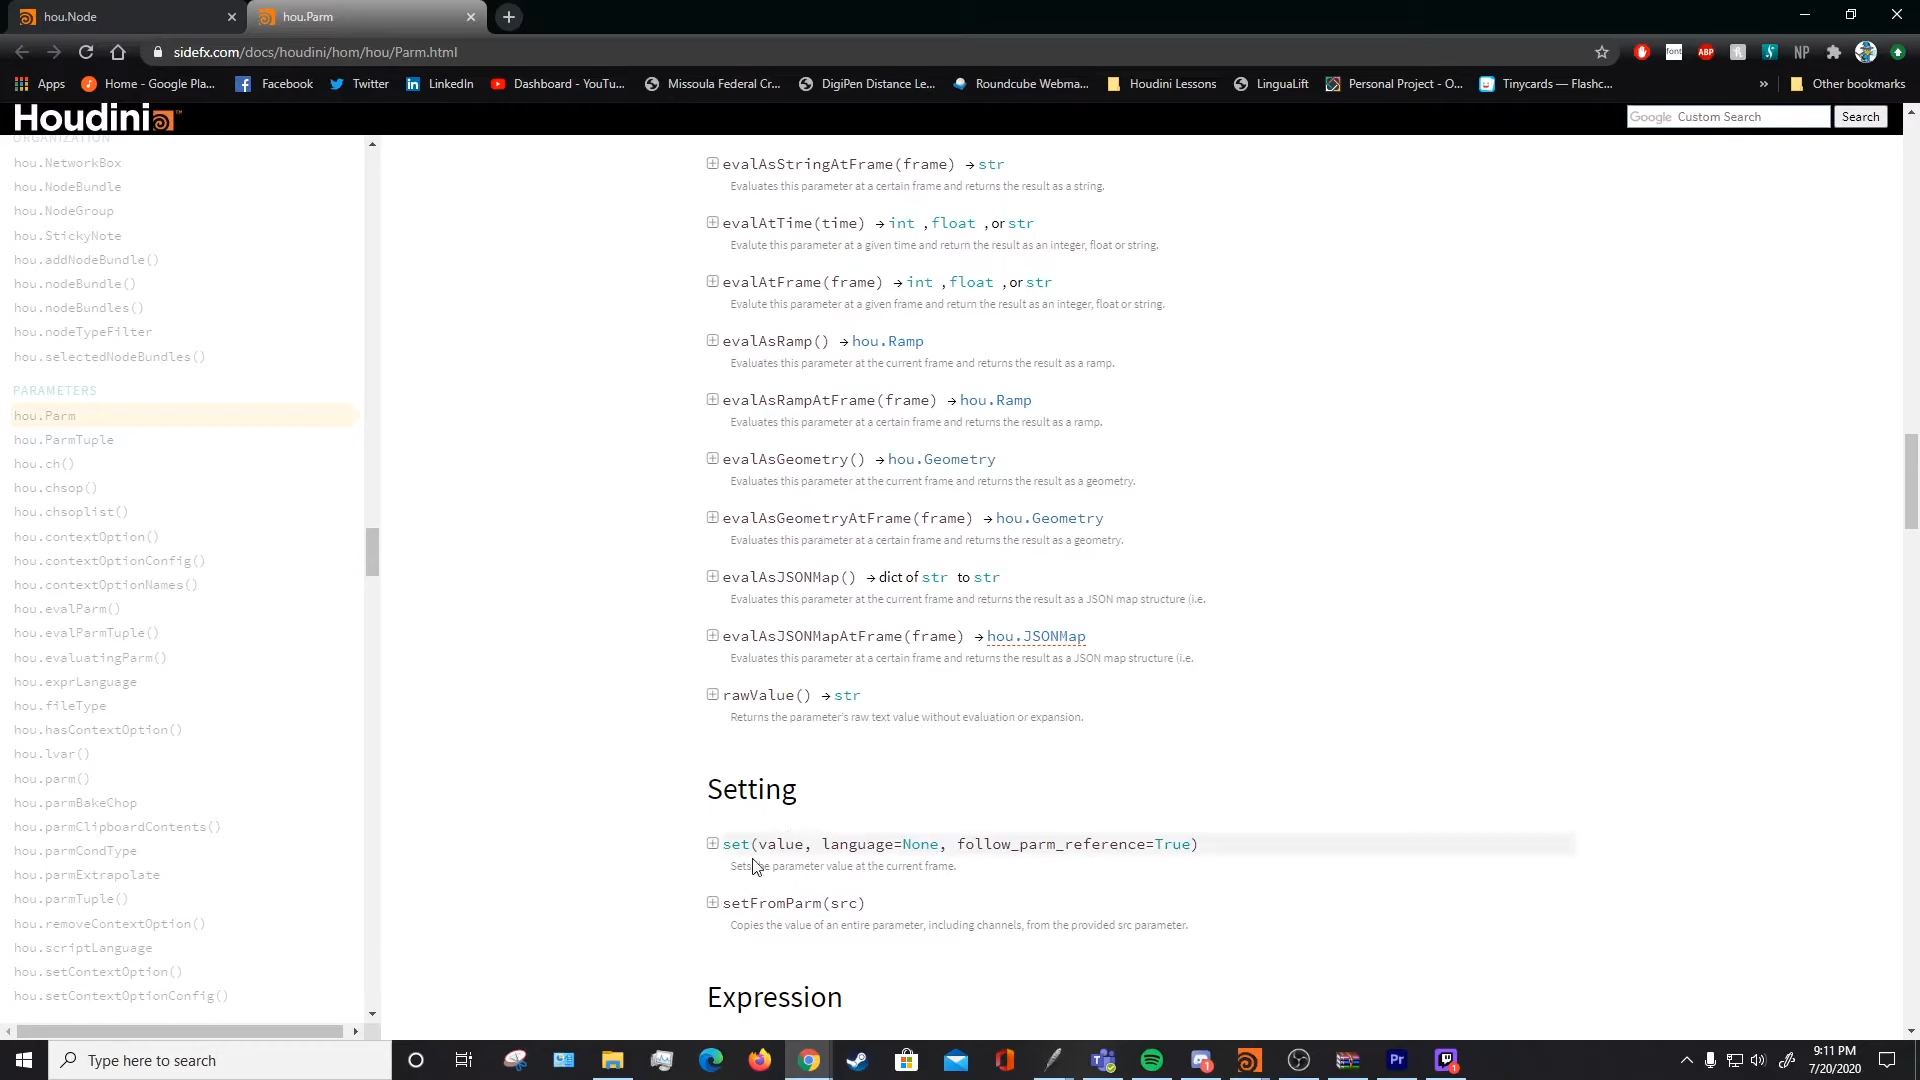 hou.Node
hou.Parm
sidefx.com/docs/houdini/hom/hou/Parm.html
font
ABP
NP
Apps
Home - Google Pla...
Facebook
Twitter
LinkedIn
Dashboard - YouTu...
Missoula Federal Cr...
DigiPen Distance Le...
Roundcube Webma...
Houdini Lessons
LinguaLift
Personal Project - O...
Tinycards — Flashc...
»
Other bookmarks
Houdini
Google Custom Search
Search
ORGANIZATION
hou.NetworkBox
hou.NodeBundle
hou.NodeGroup
hou.StickyNote
hou.addNodeBundle()
hou.nodeBundle()
hou.nodeBundles()
hou.nodeTypeFilter
hou.selectedNodeBundles()
PARAMETERS
hou.Parm
hou.ParmTuple
hou.ch()
hou.chsop()
hou.chsoplist()
hou.contextOption()
hou.contextOptionConfig()
hou.contextOptionNames()
hou.evalParm()
hou.evalParmTuple()
hou.evaluatingParm()
hou.exprLanguage
hou.fileType
hou.hasContextOption()
hou.lvar()
hou.parm()
hou.parmBakeChop
hou.parmClipboardContents()
hou.parmCondType
hou.parmExtrapolate
hou.parmTuple()
hou.removeContextOption()
hou.scriptLanguage
hou.setContextOption()
hou.setContextOptionConfig()
evalAsStringAtFrame(frame) → str
Evaluates this parameter at a certain frame and returns the result as a string.
evalAtTime(time) → int , float , or str
Evalute this parameter at a given time and return the result as an integer, float or string.
evalAtFrame(frame) → int , float , or str
Evalute this parameter at a given frame and return the result as an integer, float or string.
evalAsRamp() → hou.Ramp
Evaluates this parameter at the current frame and returns the result as a ramp.
evalAsRampAtFrame(frame) → hou.Ramp
Evaluates this parameter at a certain frame and returns the result as a ramp.
evalAsGeometry() → hou.Geometry
Evaluates this parameter at the current frame and returns the result as a geometry.
evalAsGeometryAtFrame(frame) → hou.Geometry
Evaluates this parameter at a certain frame and returns the result as a geometry.
evalAsJSONMap() → dict of str to str
Evaluates this parameter at the current frame and returns the result as a JSON map structure (i.e.
evalAsJSONMapAtFrame(frame) → hou.JSONMap
Evaluates this parameter at a certain frame and returns the result as a JSON map structure (i.e.
rawValue() → str
Returns the parameter's raw text value without evaluation or expansion.
Setting
set(value, language=None, follow_parm_reference=True)
Sets the parameter value at the current frame.
setFromParm(src)
Copies the value of an entire parameter, including channels, from the provided src parameter.
Expression
Type here to search
Pr
9:11 PM
7/20/2020